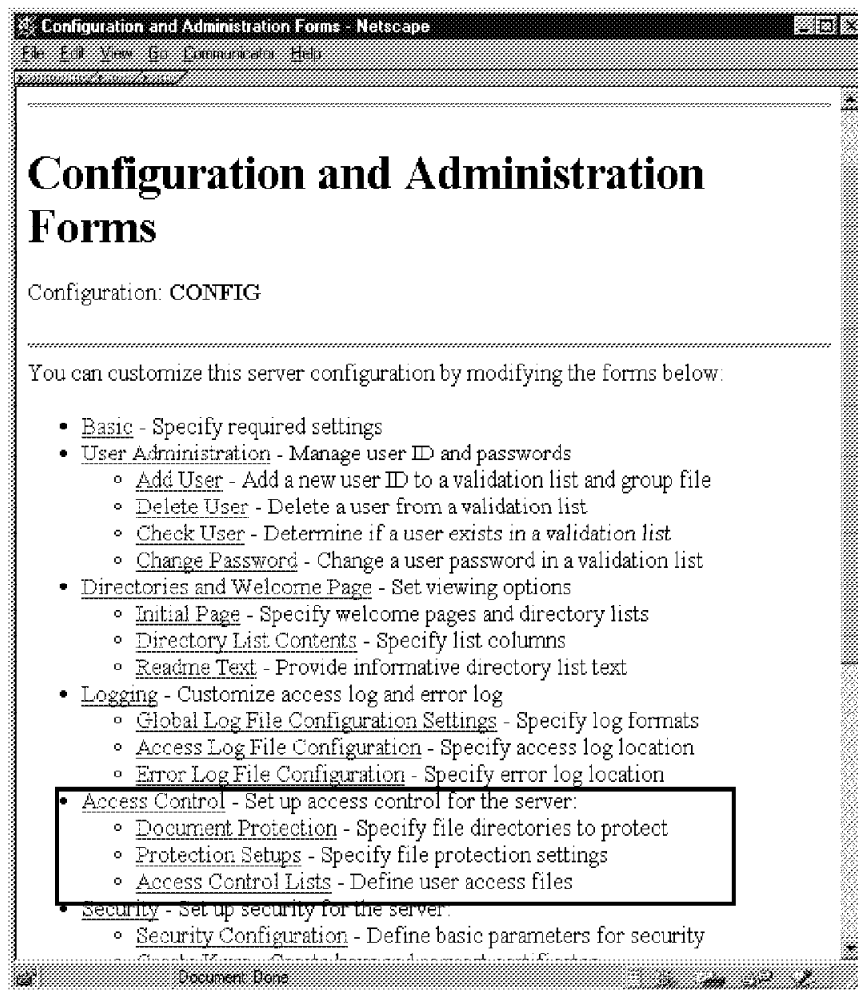 Configuration and Administration Forms - Netscape
File Edit View Go Communicator Help
Configuration and Administration
Forms
Configuration: CONFIG
You can customize this server configuration by modifying the forms below:
• Basic - Specify required settings
• User Administration - Manage user ID and passwords
◦ Add User - Add a new user ID to a validation list and group file
◦ Delete User - Delete a user from a validation list
◦ Check User - Determine if a user exists in a validation list
◦ Change Password - Change a user password in a validation list
• Directories and Welcome Page - Set viewing options
◦ Initial Page - Specify welcome pages and directory lists
◦ Directory List Contents - Specify list columns
◦ Readme Text - Provide informative directory list text
• Logging - Customize access log and error log
◦ Global Log File Configuration Settings - Specify log formats
◦ Access Log File Configuration - Specify access log location
◦ Error Log File Configuration - Specify error log location
• Access Control - Set up access control for the server:
◦ Document Protection - Specify file directories to protect
◦ Protection Setups - Specify file protection settings
◦ Access Control Lists - Define user access files
• Security - Set up security for the server:
◦ Security Configuration - Define basic parameters for security
Document: Done